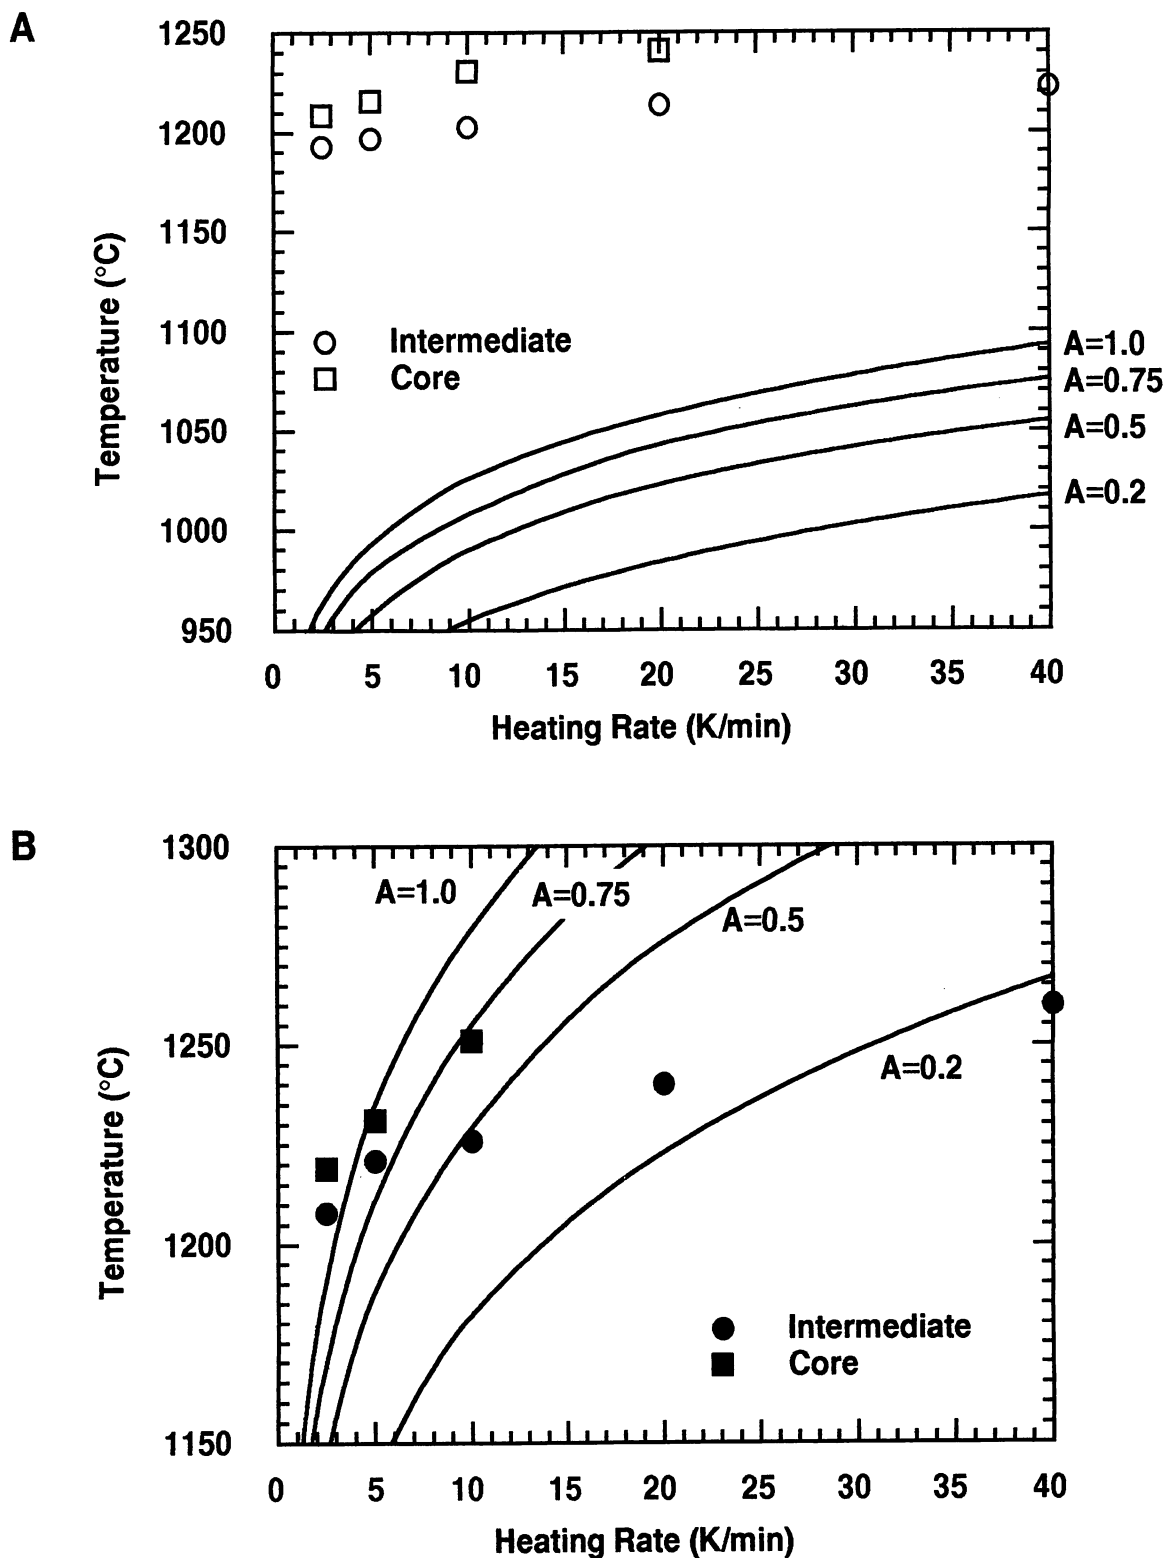 A
1250
1200
1150
1100
1050
1000
950
Temperature (°C)
Intermediate
Core
A=1.0
A=0.75
A=0.5
A=0.2
0 5 10 15 20 25 30 35 40
Heating Rate (K/min)
B
1300
1250
1200
1150
Temperature (°C)
A=1.0
A=0.75
A=0.5
A=0.2
Intermediate
Core
0 5 10 15 20 25 30 35 40
Heating Rate (K/min)